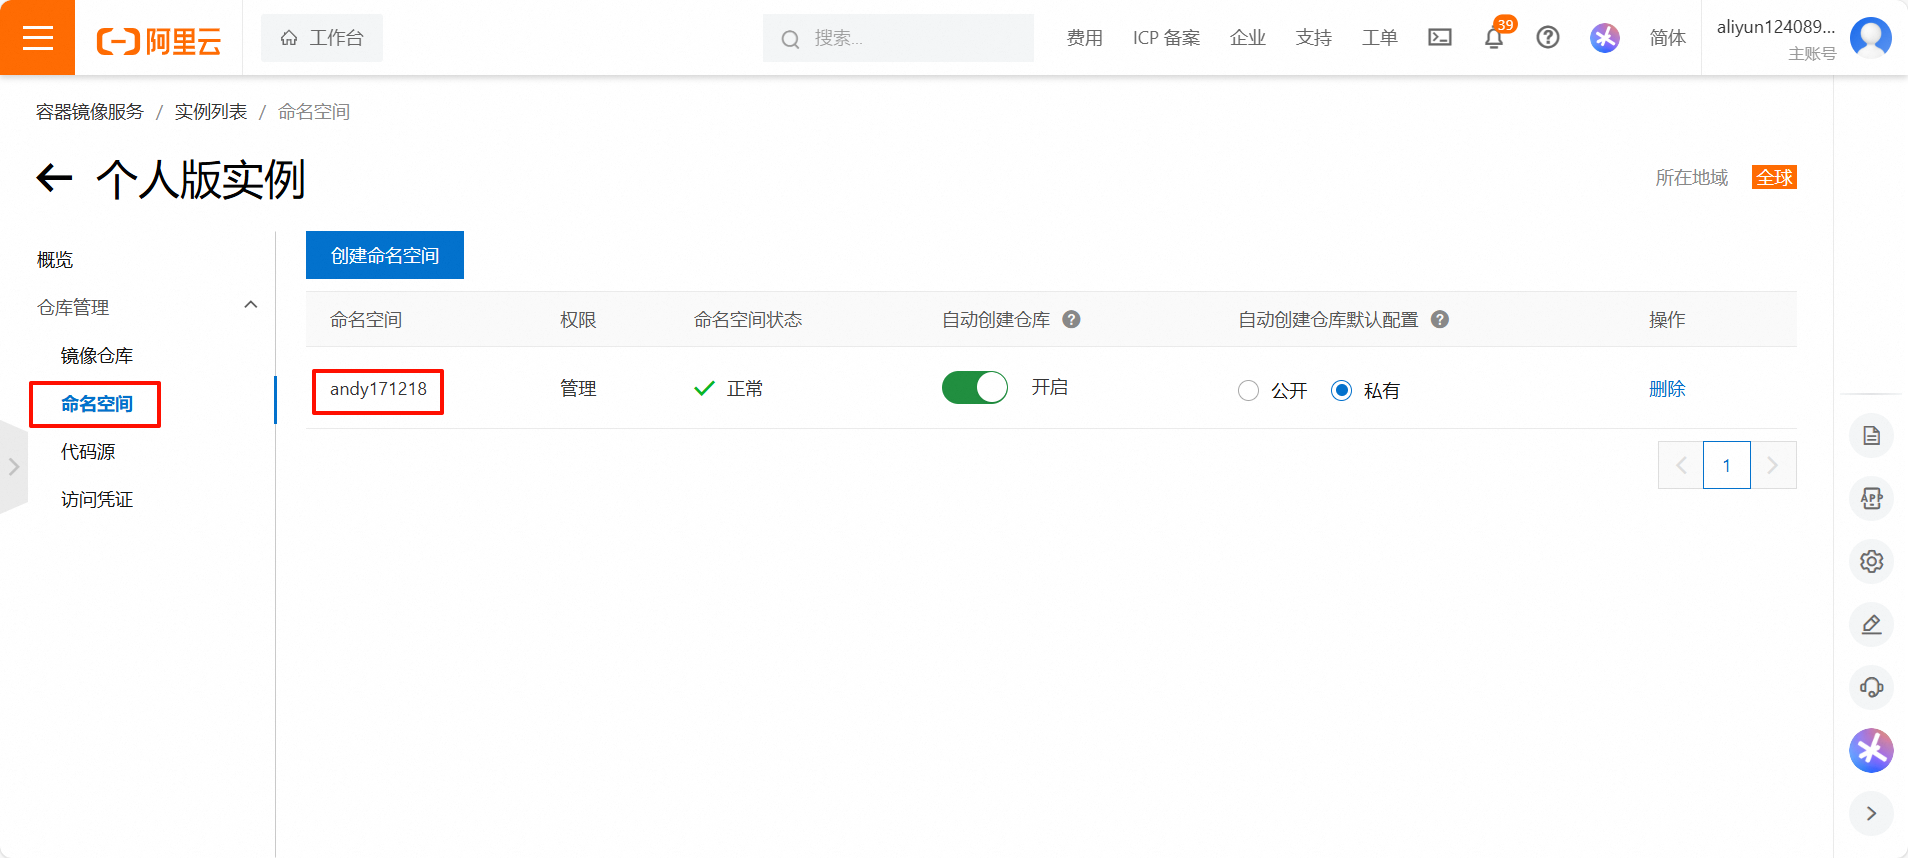 阿里云
工作台
搜索...
费用
ICP 备案
企业
支持
工单
39
简体
aliyun124089...
主账号
容器镜像服务 / 实例列表 / 命名空间
个人版实例
所在地域 全球
概览
仓库管理
镜像仓库
命名空间
代码源
访问凭证
创建命名空间
命名空间 权限 命名空间状态 自动创建仓库 自动创建仓库默认配置 操作
andy171218 管理 正常 开启 公开 私有 删除
1
APP